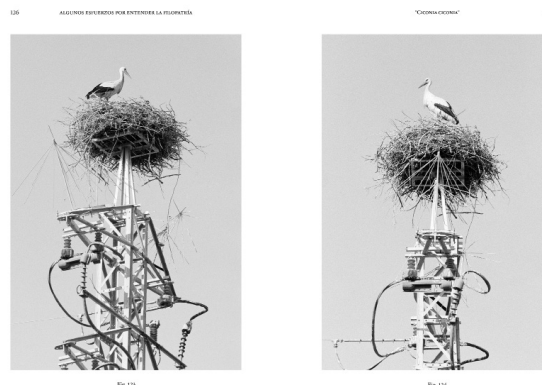 126
ALGUNOS ESFUERZOS POR ENTENDER LA FILOPATRÍA
"CICONIA CICONIA"